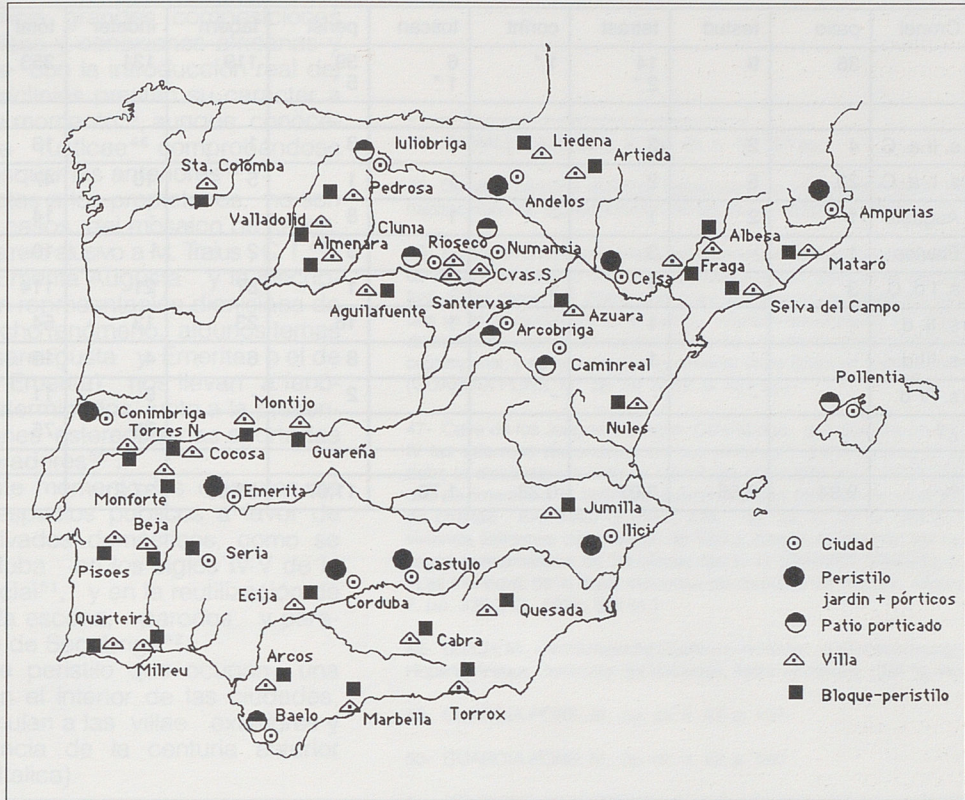 Iuliobriga
Liedena
Artieda
Sta. Colomba
Pedrosa
Andelos
Ampurias
Valladolid
Clunia
Albesa
Almenara
Rioseco
Numansia
Mataró
Cvas.S.
Celsa
Fraga
Santervas
Aguilafuente
Azuara
Selva del Campo
Arcobriga
Caminreal
Pollentia
Montijo
Conimbriga
Nules
Torres N
Guareña
Cocosa
Monforte
Emerita
Jumilla
Beja
Ilici
Ciudad
Seria
Castulo
Pisoes
Peristilo
jardin + pórticos
Ecija
Corduba
Quesada
Patio porticado
Quarteira
Cabra
Villa
Milreu
Arcos
Bloque-peristilo
Torrox
Baelo
Marbella